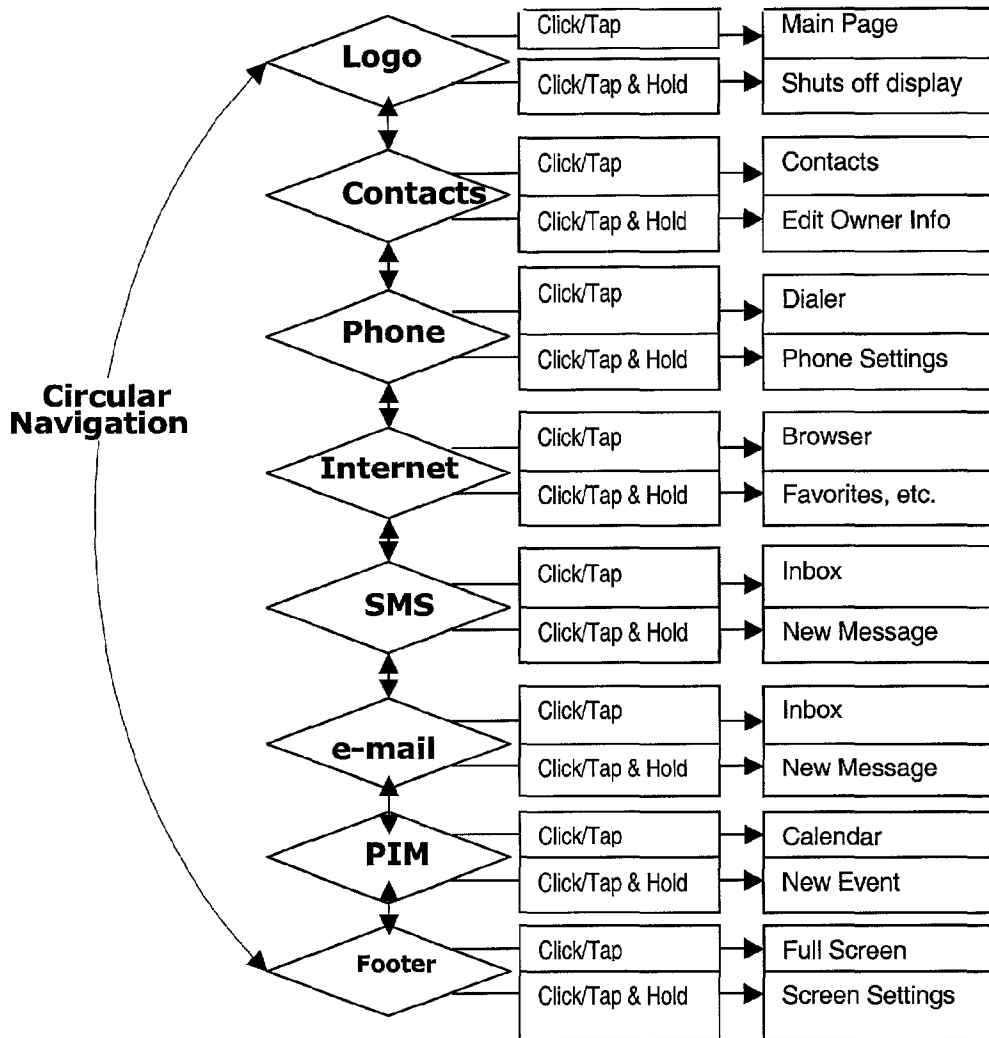 Logo
Click/Tap
Main Page
Click/Tap & Hold
Shuts off display
Contacts
Click/Tap
Contacts
Click/Tap & Hold
Edit Owner Info
Phone
Click/Tap
Dialer
Click/Tap & Hold
Phone Settings
Circular
Navigation
Internet
Click/Tap
Browser
Click/Tap & Hold
Favorites, etc.
SMS
Click/Tap
Inbox
Click/Tap & Hold
New Message
e-mail
Click/Tap
Inbox
Click/Tap & Hold
New Message
PIM
Click/Tap
Calendar
Click/Tap & Hold
New Event
Footer
Click/Tap
Full Screen
Click/Tap & Hold
Screen Settings